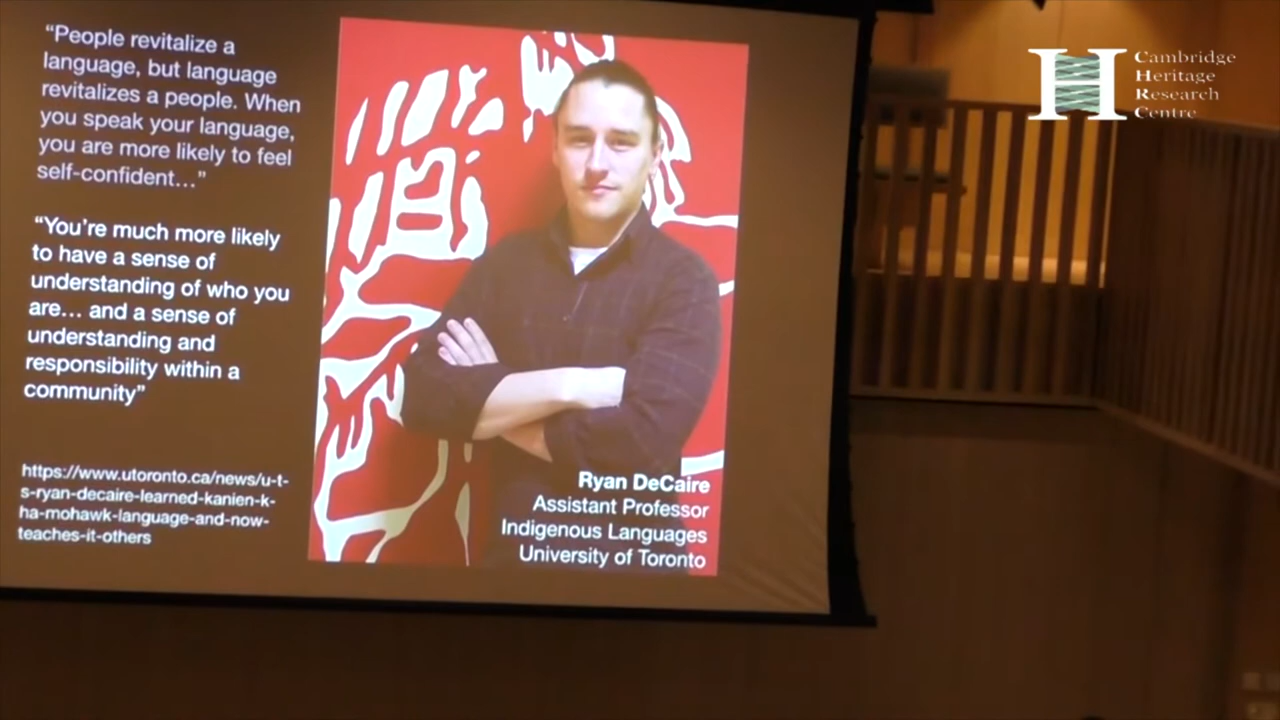 “People revitalize a
language, but language
revitalizes a people. When
you speak your language,
you are more likely to feel
self-confident…”
“You’re much more likely
to have a sense of
understanding of who you
are… and a sense of
understanding and
responsibility within a
community”
https://www.utoronto.ca/news/u-t-
s-ryan-decaire-learned-kanien-k-
ha-mohawk-language-and-now-
teaches-it-others
Ryan DeCaire
Assistant Professor
Indigenous Languages
University of Toronto
H
Cambridge
Heritage
Research
Centre